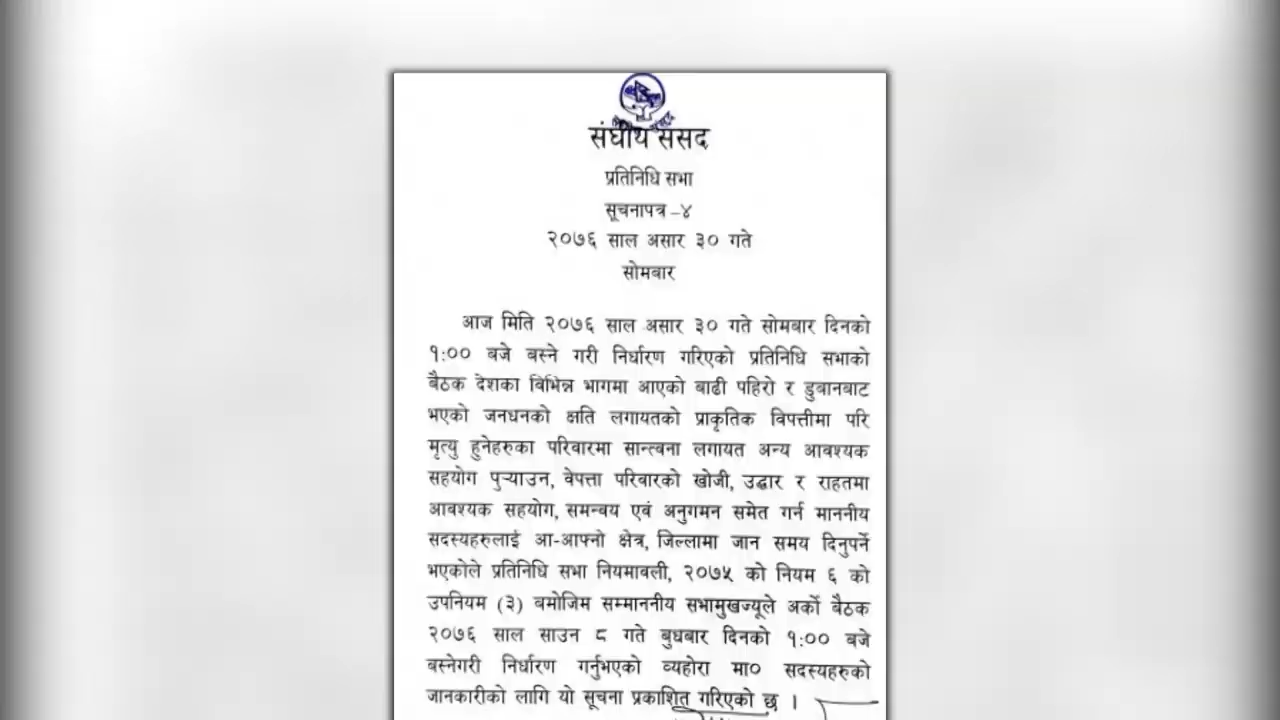 संघीय संसद
प्रतिनिधि सभा
सूचनापत्र -४
२०७६ साल असार ३० गते
सोमबार
आज मिति २०७६ साल असार ३० गते सोमबार दिनको
१:०० बजे बस्ने गरी निर्धारण गरिएको प्रतिनिधि सभाको
बैठक देशका विभिन्न भागमा आएको बाढी पहिरो र डुबानबाट
भएको जनधनको क्षति लगायतको प्राकृतिक विपत्तीमा परि
मृत्यु हुनेहरुका परिवारमा सान्त्वना लगायत अन्य आवश्यक
सहयोग पुऱ्याउन, वेपत्ता परिवारको खोजी, उद्धार र राहतमा
आवश्यक सहयोग, समन्वय एवं अनुगमन समेत गर्न माननीय
सदस्यहरुलाई आ-आफ्नो क्षेत्र, जिल्लामा जान समय दिनुपर्ने
भएकोले प्रतिनिधि सभा नियमावली, २०७५ को नियम ६ को
उपनियम (३) बमोजिम सम्माननीय सभामुखज्यूले अर्को बैठक
२०७६ साल साउन ८ गते बुधबार दिनको १:०० बजे
बस्नेगरी निर्धारण गर्नुभएको व्यहोरा मा० सदस्यहरुको
जानकारीको लागि यो सूचना प्रकाशित गरिएको छ ।